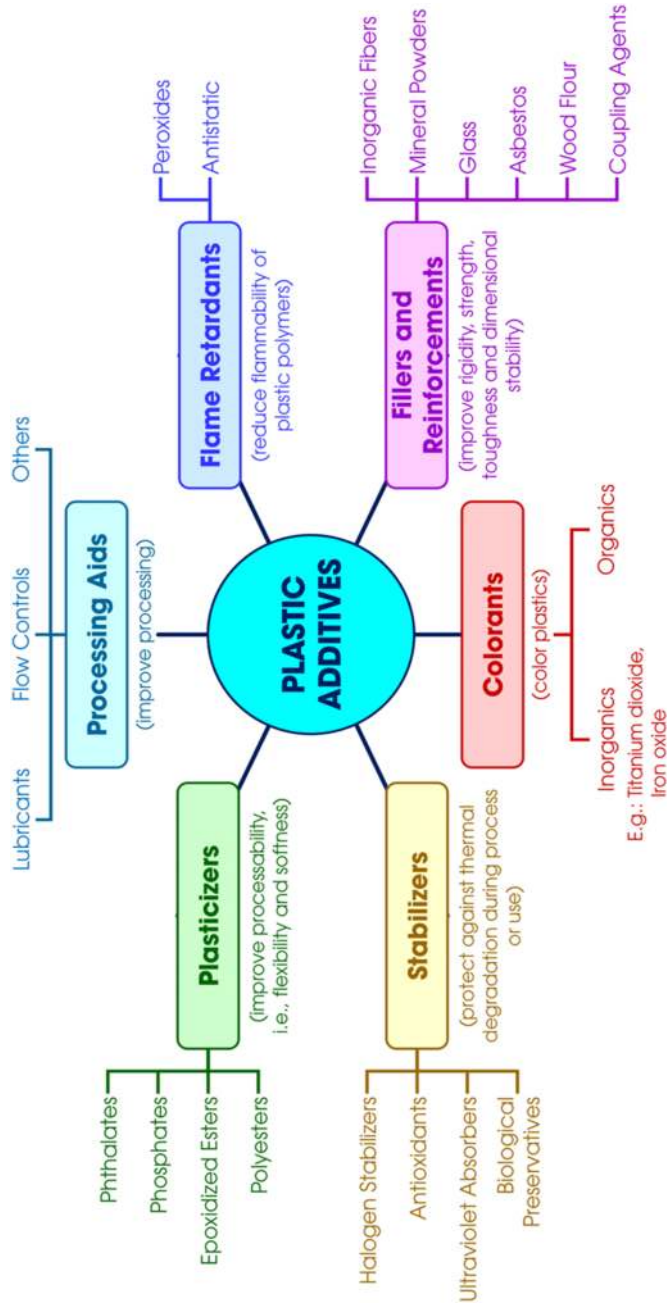 Lubricants
Flow Controls
Others
Processing Aids
(improve processing)
Phthalates
Phosphates
Epoxidized Esters
Polyesters
Plasticizers
(improve processability,
i.e., flexibility and softness)
Flame Retardants
(reduce flammability of
plastic polymers)
Peroxides
Antistatic
PLASTIC
ADDITIVES
Halogen Stabilizers
Antioxidants
Ultraviolet Absorbers
Biological
Preservatives
Stabilizers
(protect against thermal
degradation during process
or use)
Fillers and
Reinforcements
(improve rigidity, strength,
toughness and dimensional
stability)
Inorganic Fibers
Mineral Powders
Glass
Asbestos
Wood Flour
Coupling Agents
Colorants
(color plastics)
Inorganics
E.g.: Titanium dioxide,
Iron oxide
Organics